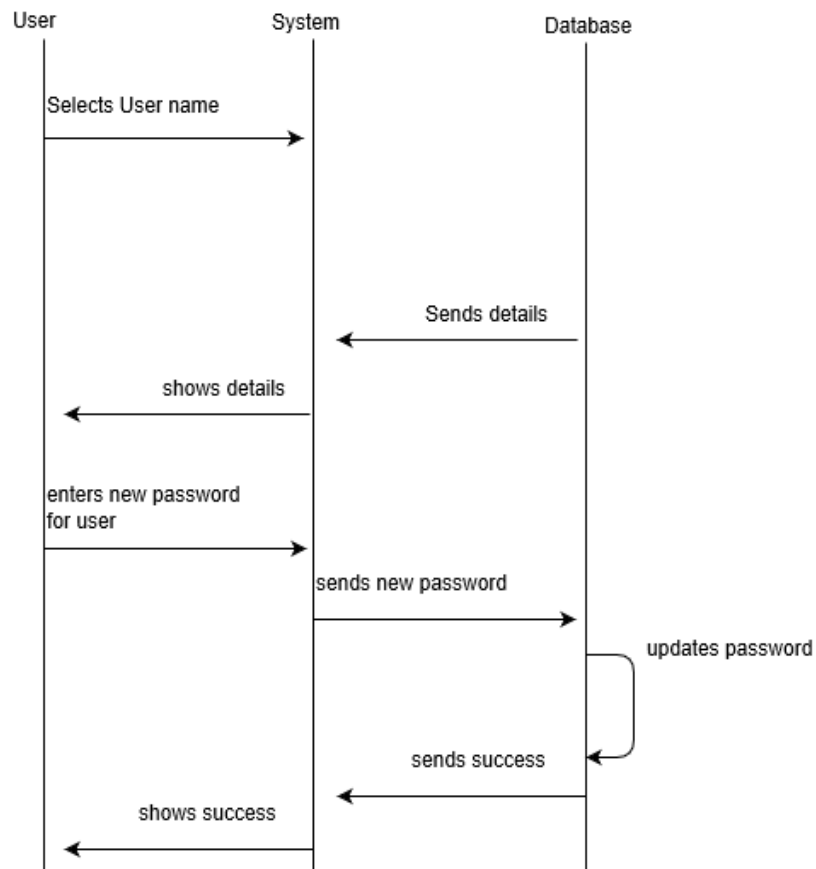 User
System
Database
Selects User name
Sends details
shows details
enters new password
for user
sends new password
updates password
sends success
shows success